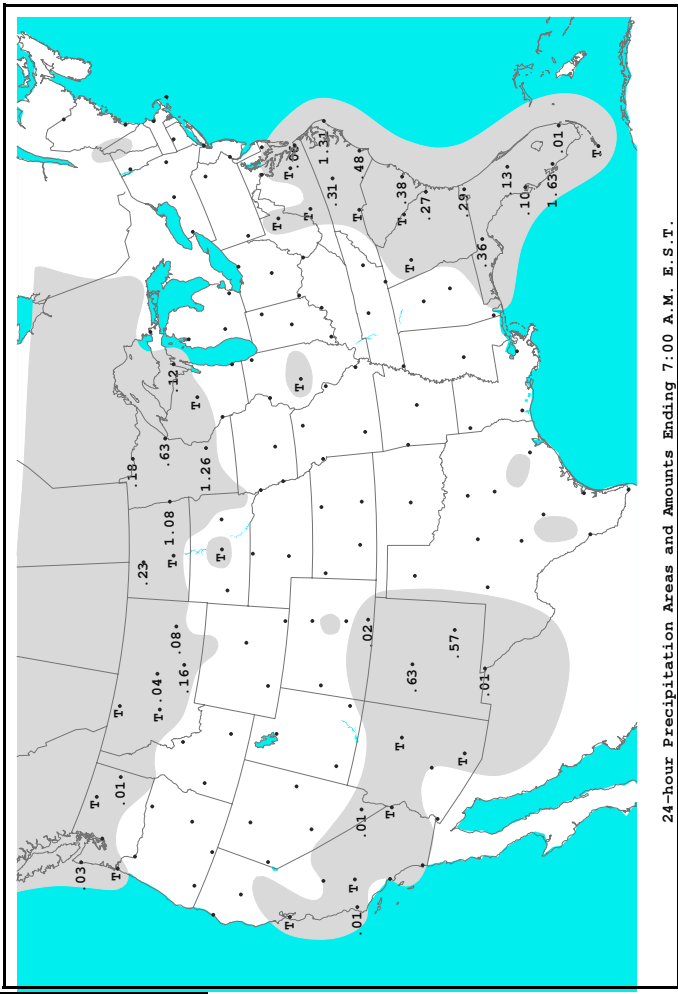 .03
T
T
T
.01
.18
.23
T
.04
.63
T
1.08
.12
.08
.16
T
1.26
T
T
T
T
T
T
1.31
.31
T
.01
T
.48
.01
.02
T
T
.38
T
T
.63
.27
.57
T
.29
.36
.01
.13
.10
1.63
.01
T
24-hour Precipitation Areas and Amounts Ending 7:00 A.M. E.S.T.